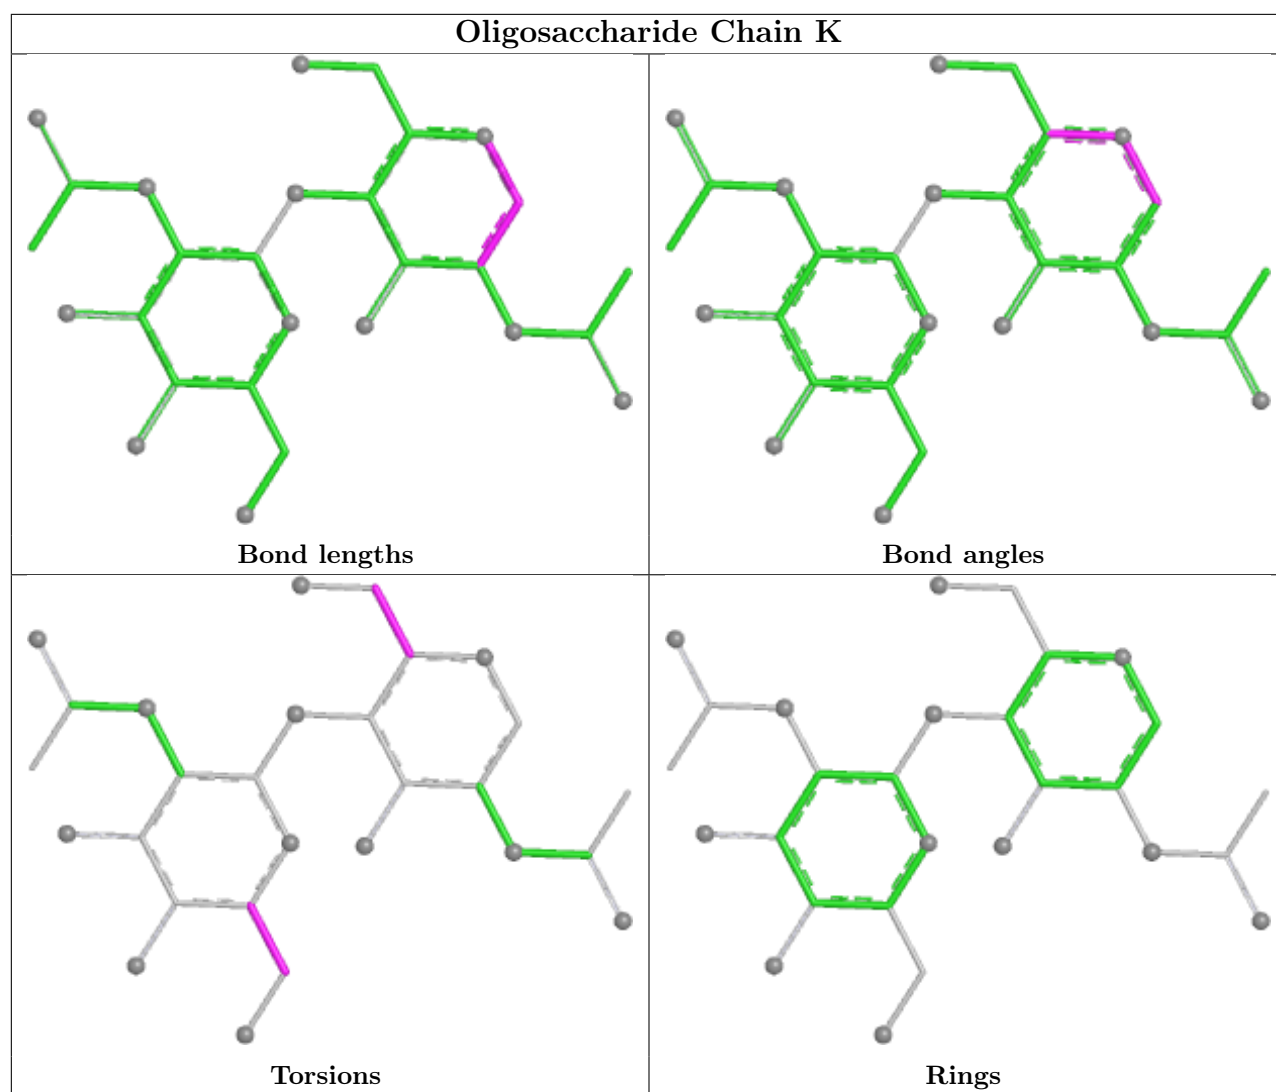 Oligosaccharide Chain K
Bond lengths
Bond angles
Torsions
Rings